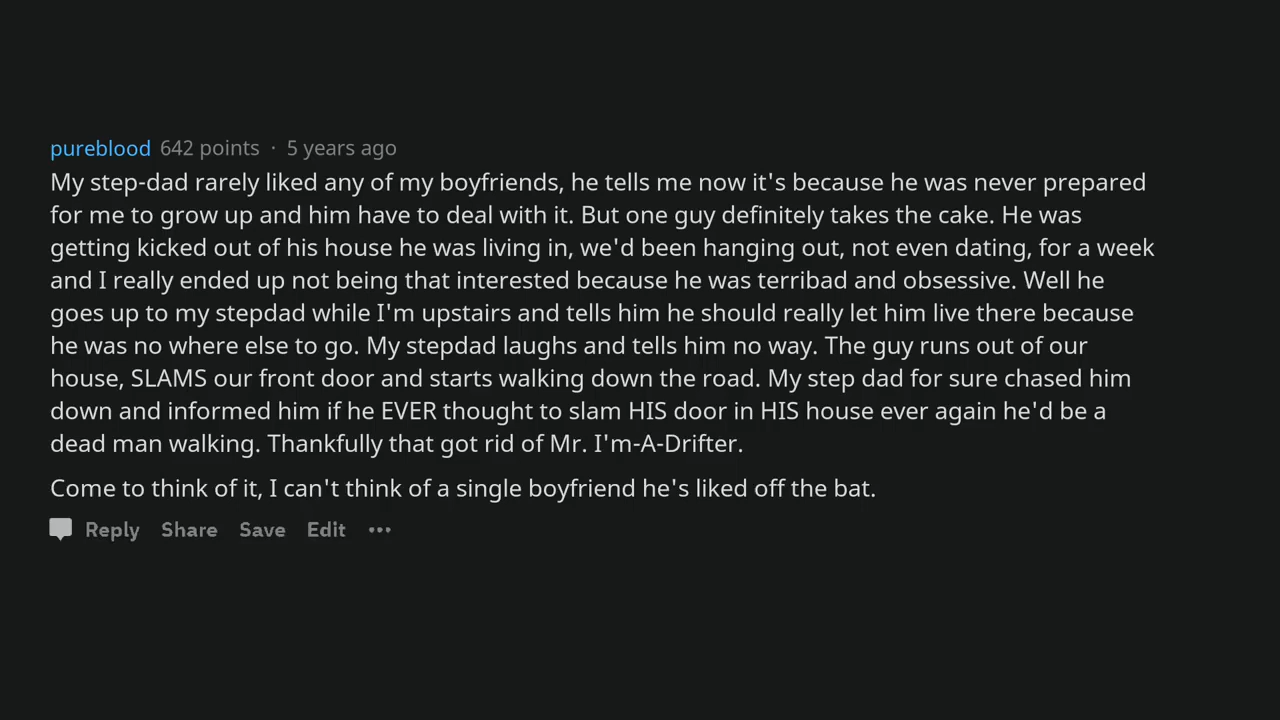 pureblood 642 points · 5 years ago
My step-dad rarely liked any of my boyfriends, he tells me now it's because he was never prepared
for me to grow up and him have to deal with it. But one guy definitely takes the cake. He was
getting kicked out of his house he was living in, we'd been hanging out, not even dating, for a week
and I really ended up not being that interested because he was terribad and obsessive. Well he
goes up to my stepdad while I'm upstairs and tells him he should really let him live there because
he was no where else to go. My stepdad laughs and tells him no way. The guy runs out of our
house, SLAMS our front door and starts walking down the road. My step dad for sure chased him
down and informed him if he EVER thought to slam HIS door in HIS house ever again he'd be a
dead man walking. Thankfully that got rid of Mr. I'm-A-Drifter.
Come to think of it, I can't think of a single boyfriend he's liked off the bat.
Reply Share Save Edit •••